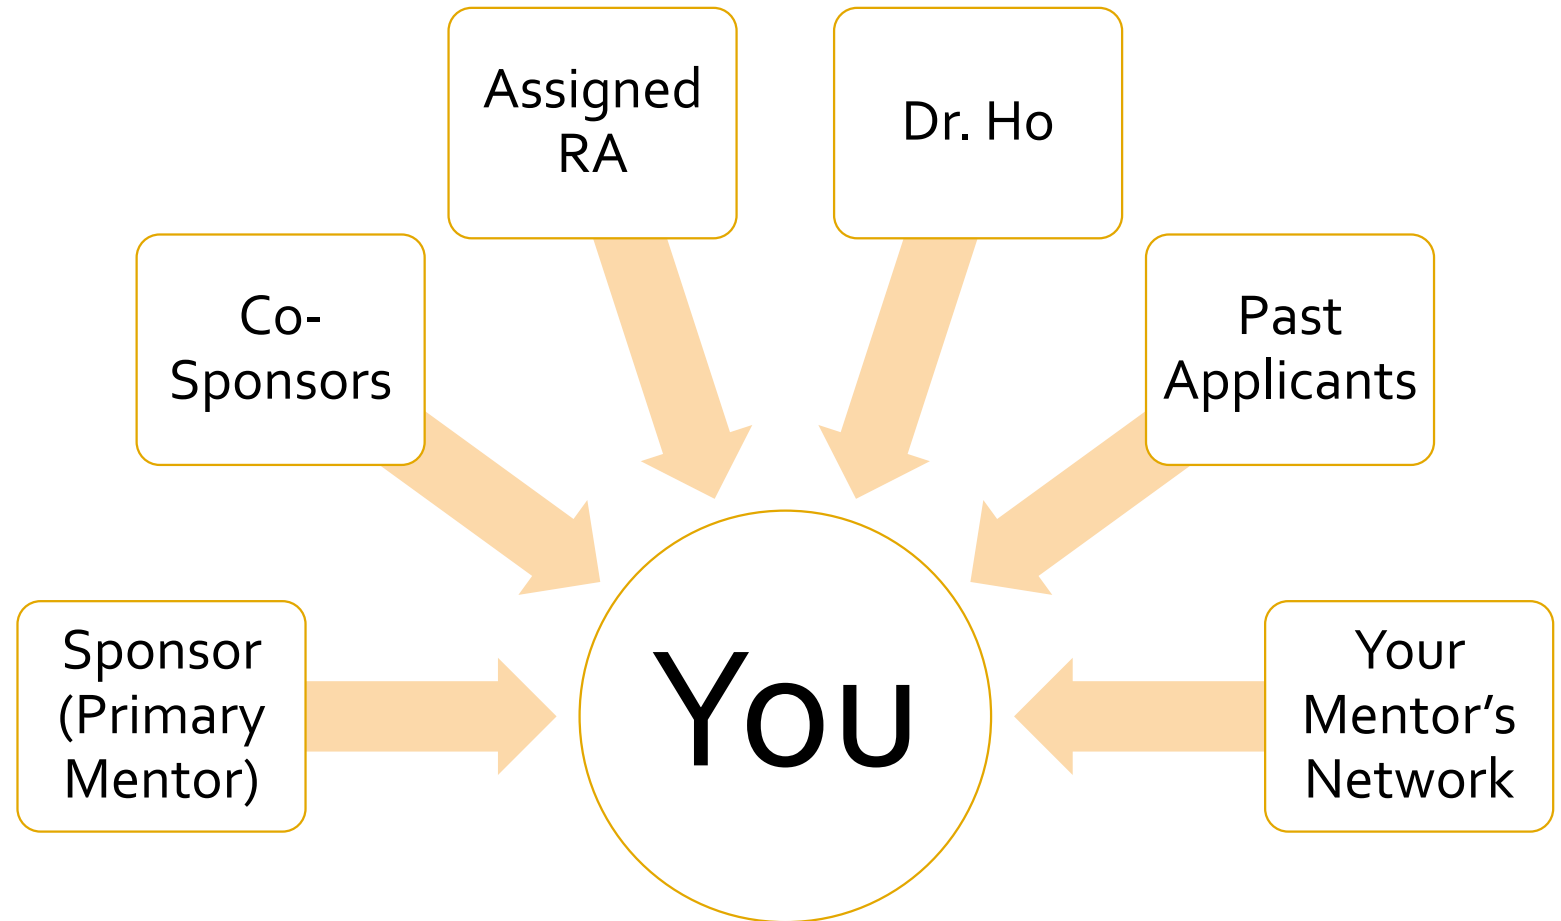 Assigned
RA
Dr. Ho
Co-
Sponsors
Past
Applicants
Sponsor
(Primary
Mentor)
You
Your
Mentor’s
Network